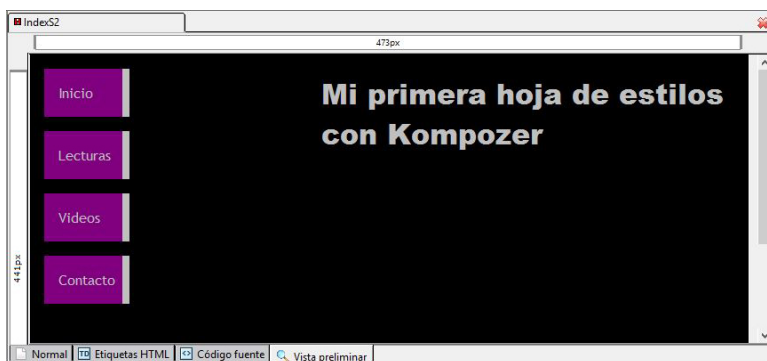 IndexS2
473px
Inicio
Mi primera hoja de estilos
con Kompozer
Lecturas
Videos
Contacto
441px
Normal TD Etiquetas HTML Código fuente Vista preliminar